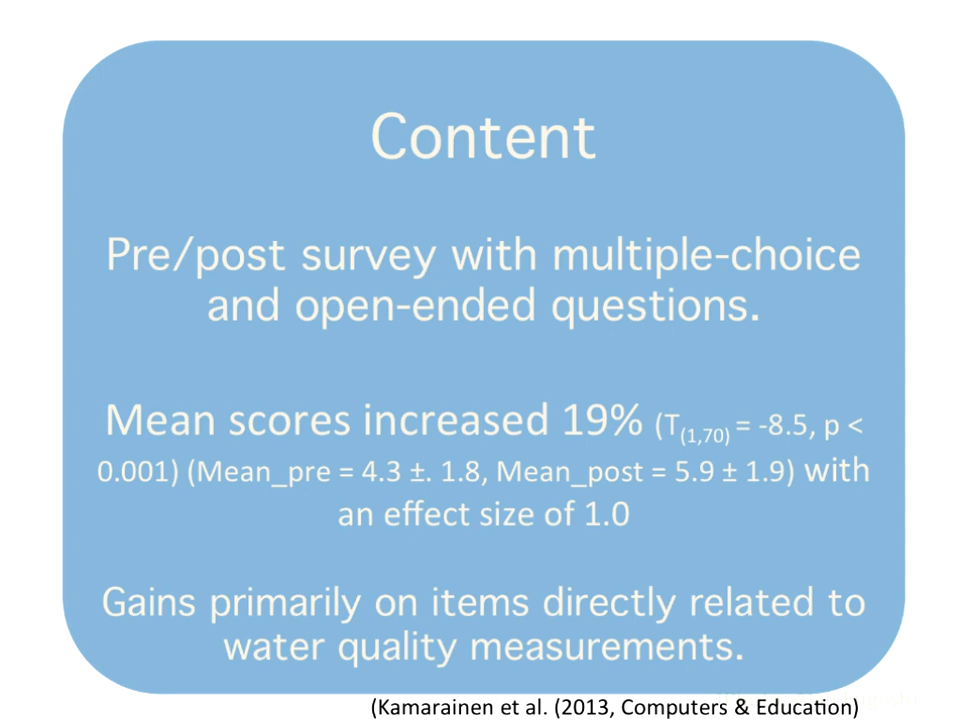 Content
Pre/post survey with multiple-choice
and open-ended questions.
Mean scores increased 19% (T(1,70) = -8.5, p <
0.001) (Mean_pre = 4.3 ±. 1.8, Mean_post = 5.9 ± 1.9) with
an effect size of 1.0
Gains primarily on items directly related to
water quality measurements.
(Kamarainen et al. (2013, Computers & Education)